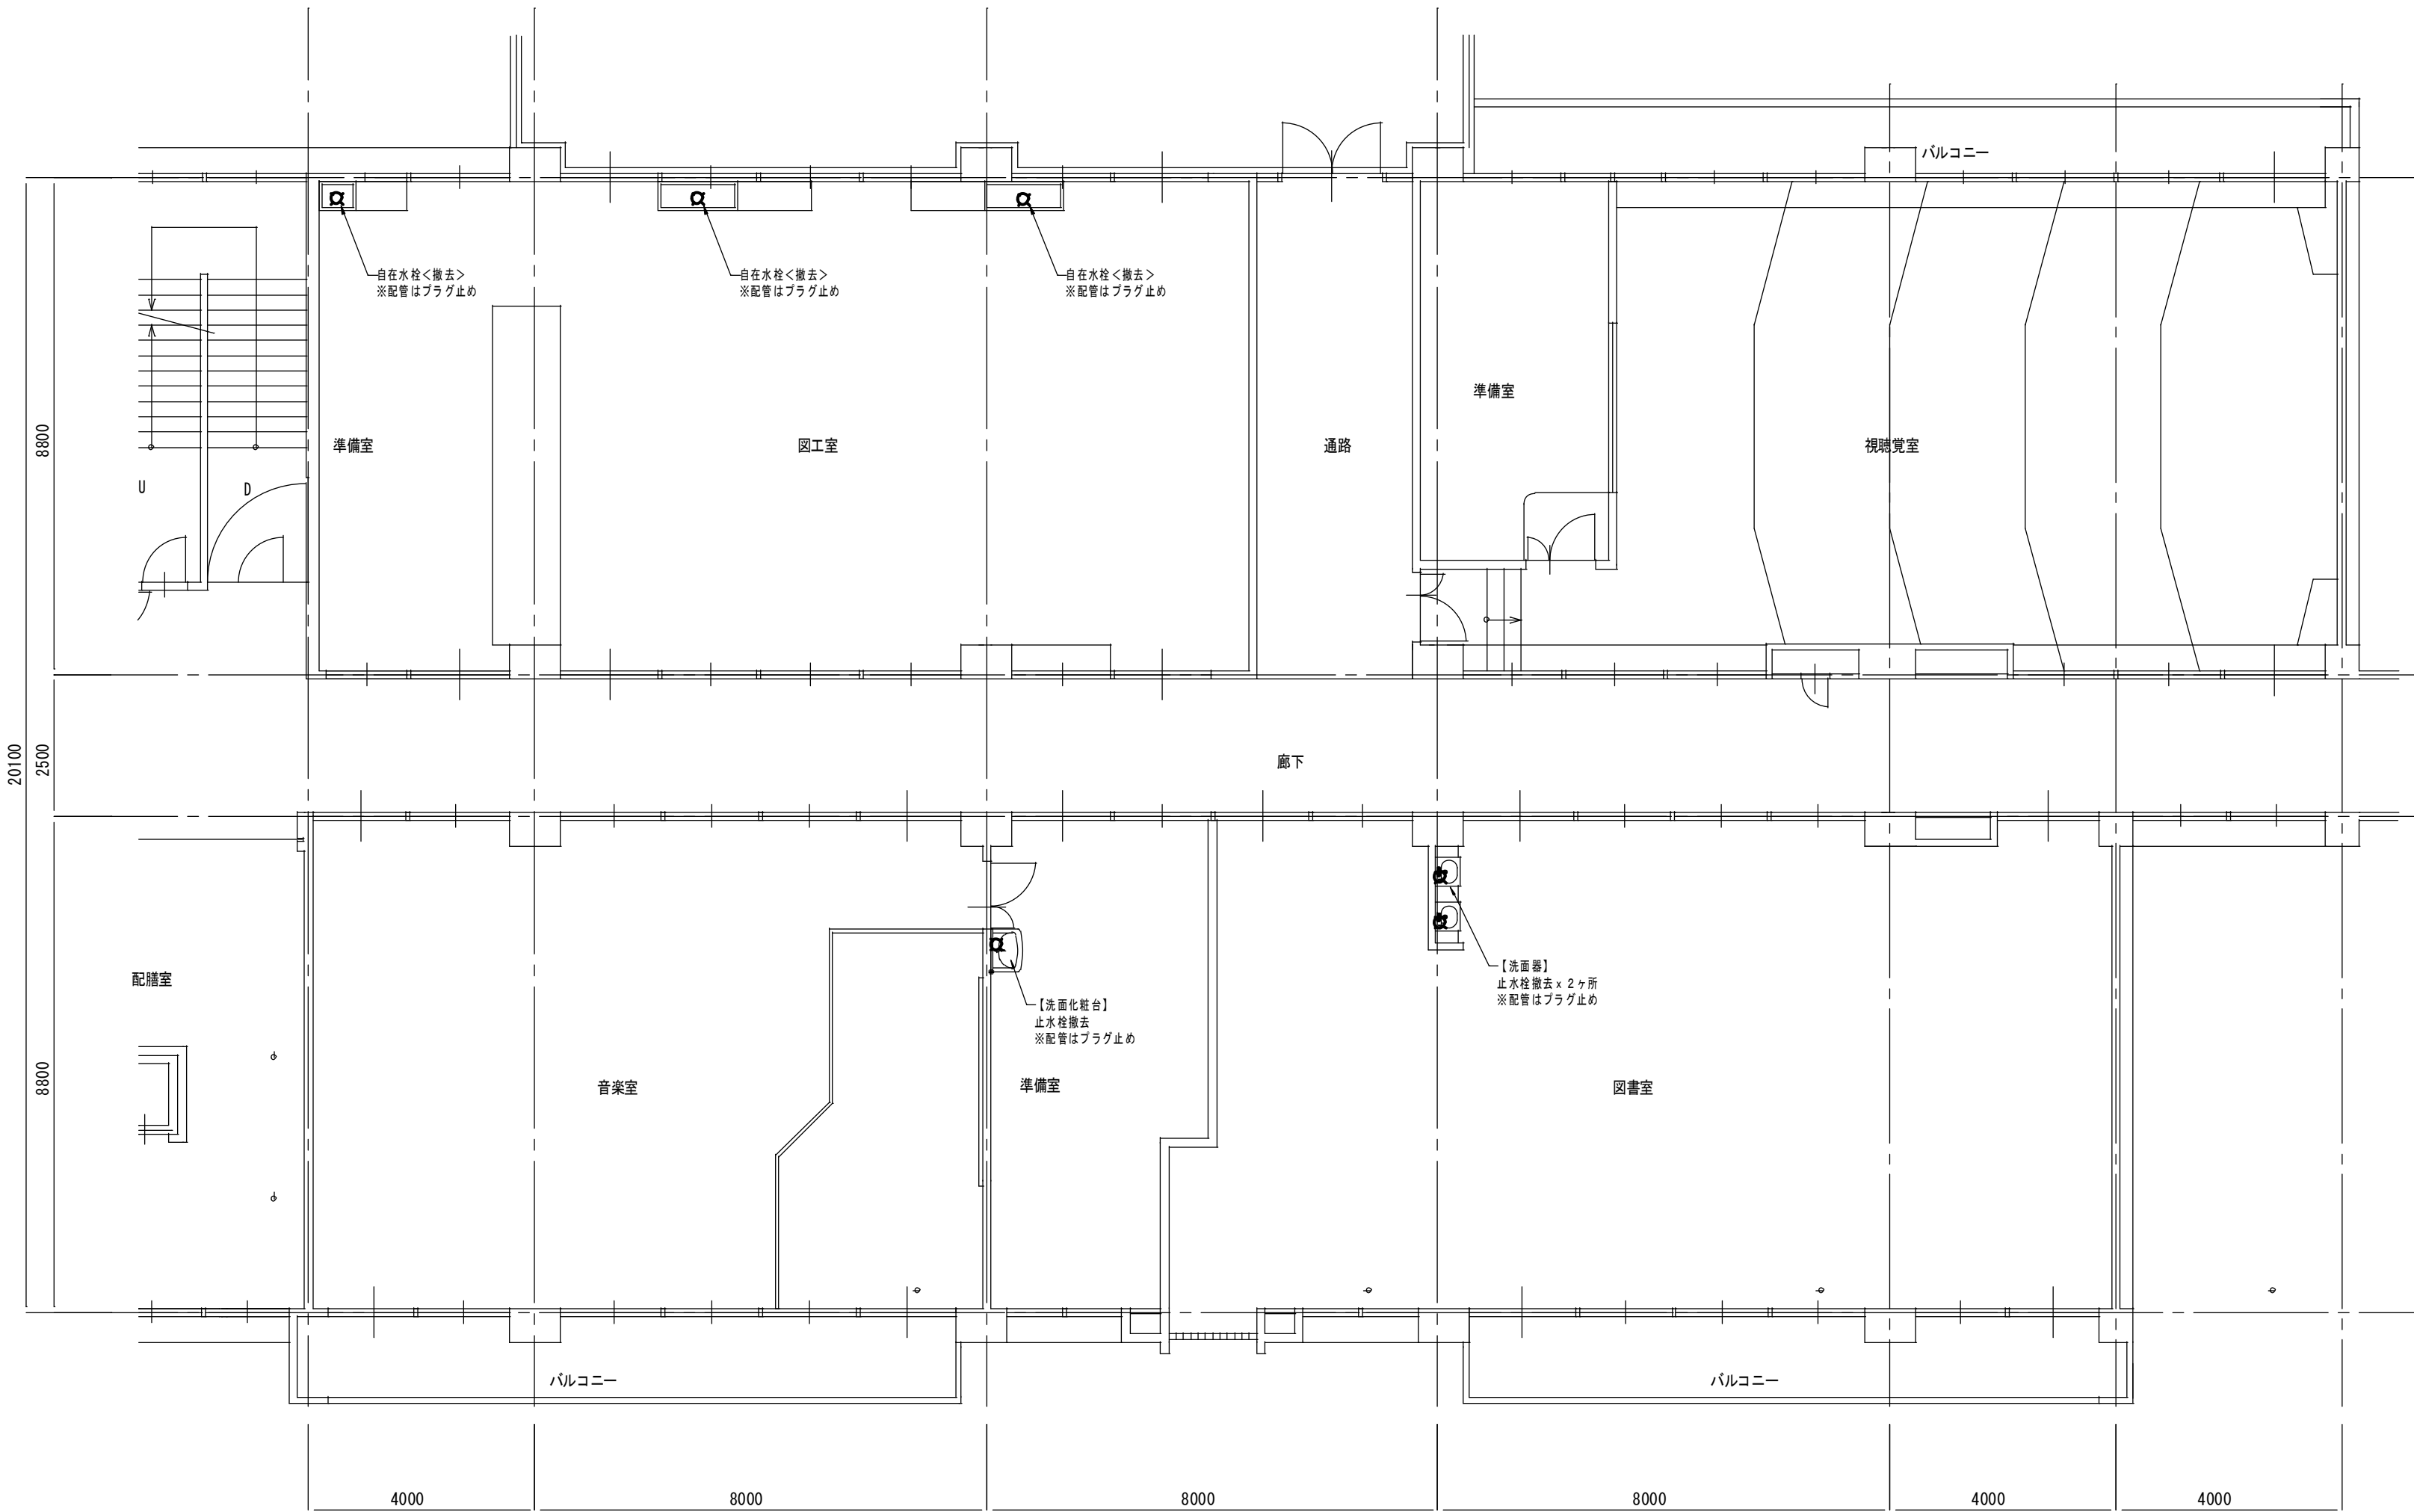 バルコニー
自在水栓<撤去>
※配管はプラグ止め
自在水栓<撤去>
※配管はプラグ止め
自在水栓<撤去>
※配管はプラグ止め
準備室
8800
準備室
図工室
通路
視聴覚室
U
D
20100
2500
廊下
【洗面器】
止水栓撤去x2ヶ所
※配管はプラグ止め
配膳室
【洗面化粧台】
止水栓撤去
※配管はプラグ止め
8800
音楽室
準備室
図書室
バルコニー
バルコニー
4000
8000
8000
8000
4000
4000